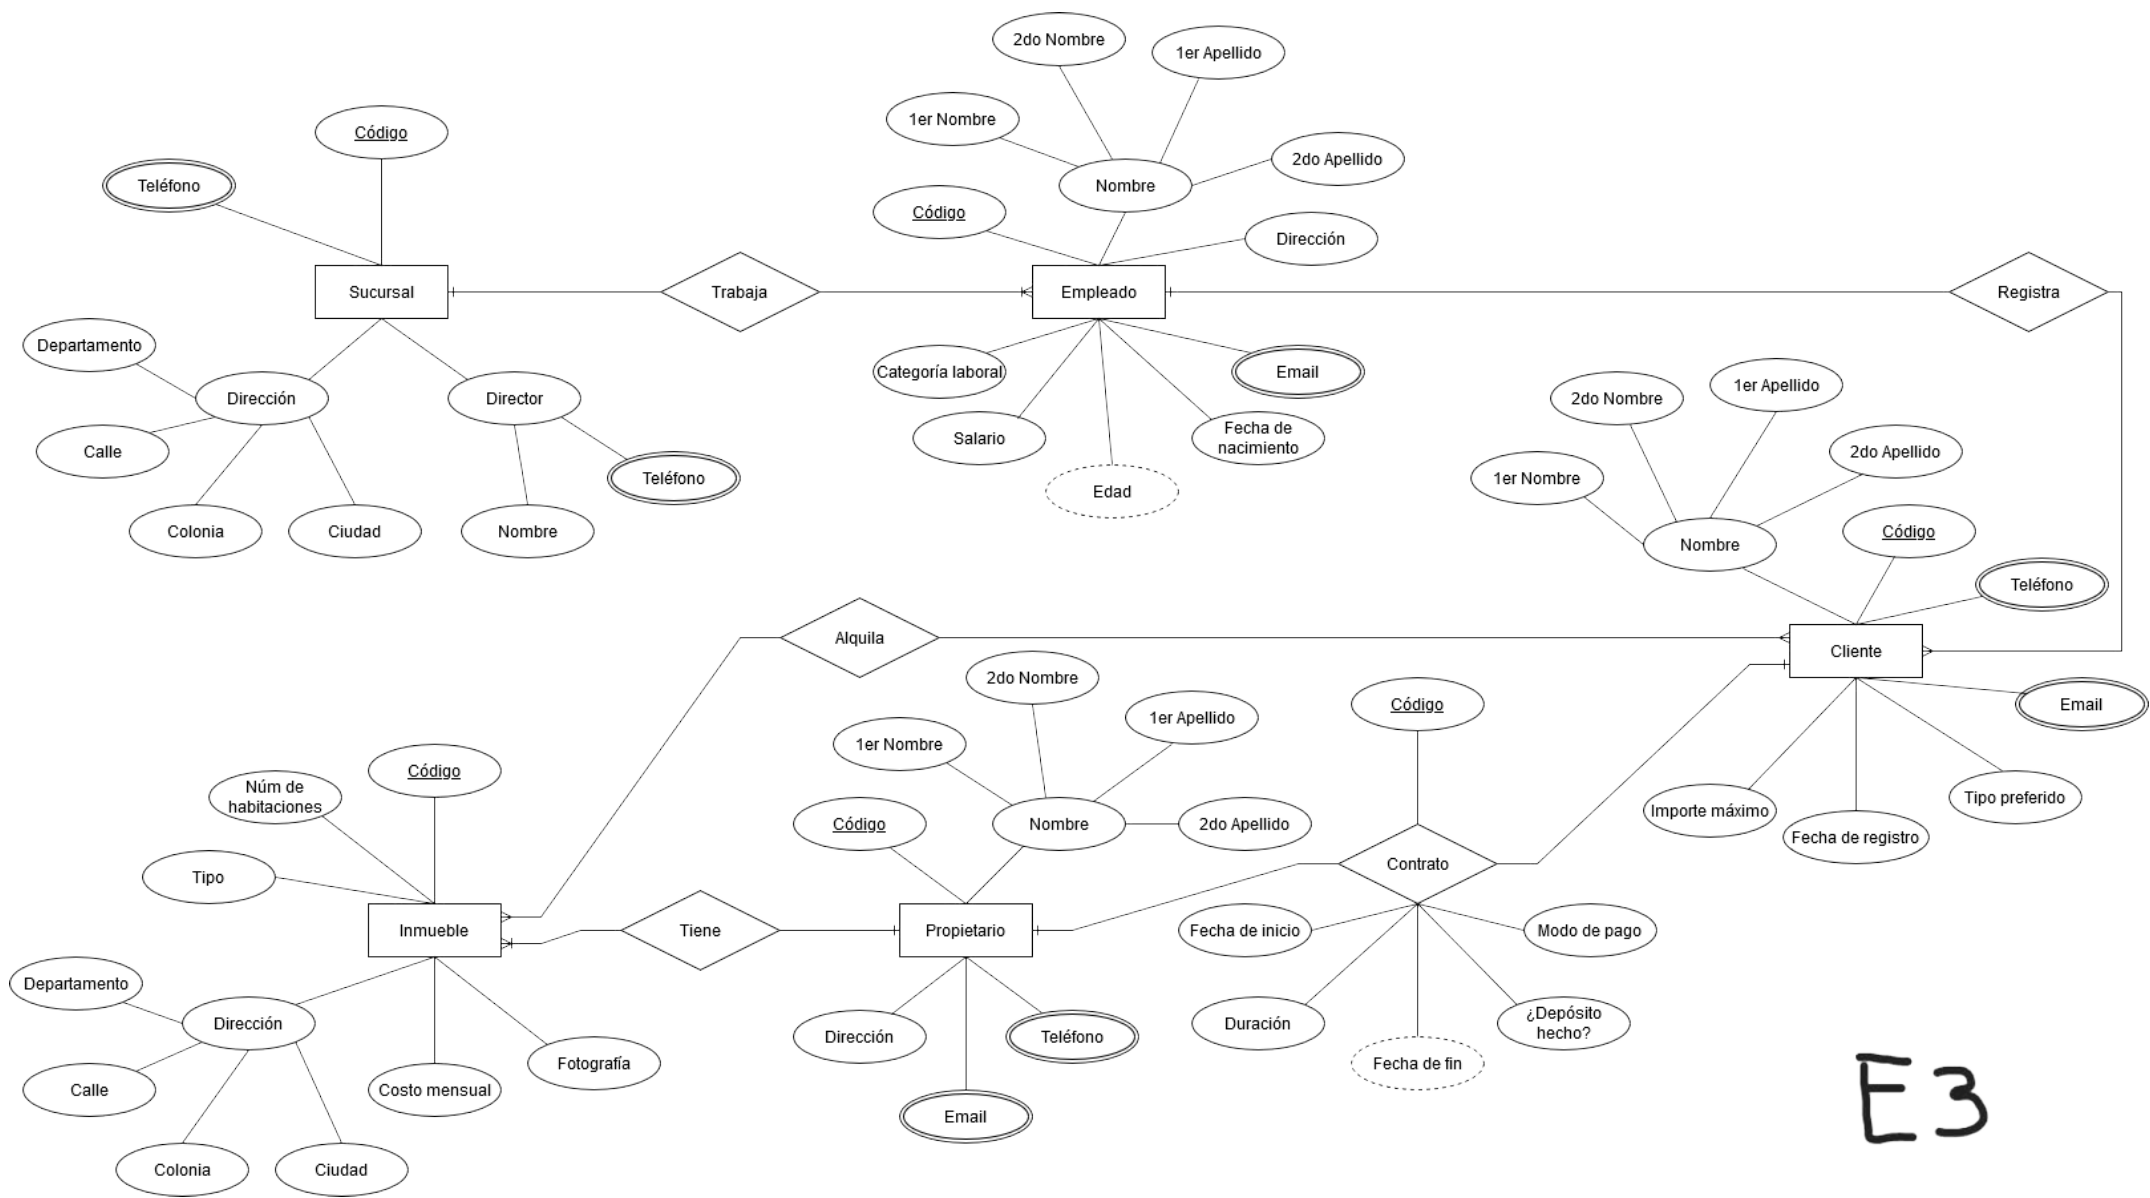 2do Nombre
1er Apellido
1er Nombre
2do Apellido
Nombre
Código
Dirección
Código
Teléfono
Sucursal
Trabaja
Empleado
Registra
Departamento
Dirección
Director
Calle
Teléfono
Colonia
Ciudad
Nombre
Categoría laboral
Email
Salario
Fecha de
nacimiento
Edad
2do Nombre
1er Apellido
1er Nombre
2do Apellido
Nombre
Código
Teléfono
Alquila
Cliente
Email
Importe máximo
Fecha de registro
Tipo preferido
2do Nombre
1er Nombre
1er Apellido
Código
Nombre
2do Apellido
Código
Contrato
Núm de
habitaciones
Código
Tipo
Inmueble
Tiene
Propietario
Fecha de inicio
Modo de pago
Duración
¿Depósito
hecho?
Fecha de fin
Departamento
Dirección
Calle
Colonia
Ciudad
Costo mensual
Fotografía
Dirección
Teléfono
Email
E3